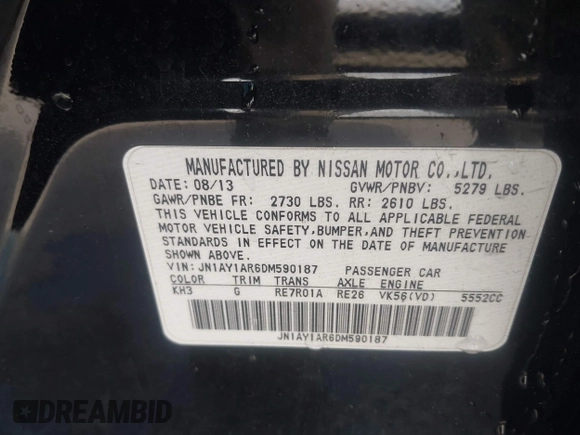 MANUFACTURED BY NISSAN MOTOR CO.,LTD.
DATE: 08/13 GVWR/PNBV: 5279 LBS.
GAWR/PNBE FR: 2730 LBS. RR: 2610 LBS.
THIS VEHICLE CONFORMS TO ALL APPLICABLE FEDERAL
MOTOR VEHICLE SAFETY,BUMPER,AND THEFT PREVENTION
STANDARDS IN EFFECT ON THE DATE OF MANUFACTURE
SHOWN ABOVE.
VIN: JN1AY1AR6DM590187 PASSENGER CAR
COLOR TRIM TRANS AXLE ENGINE
KH3 G RE7R01A RE26 VK56(VD) 5552CC
JN1AY1AR6DM590187
DREAMBID